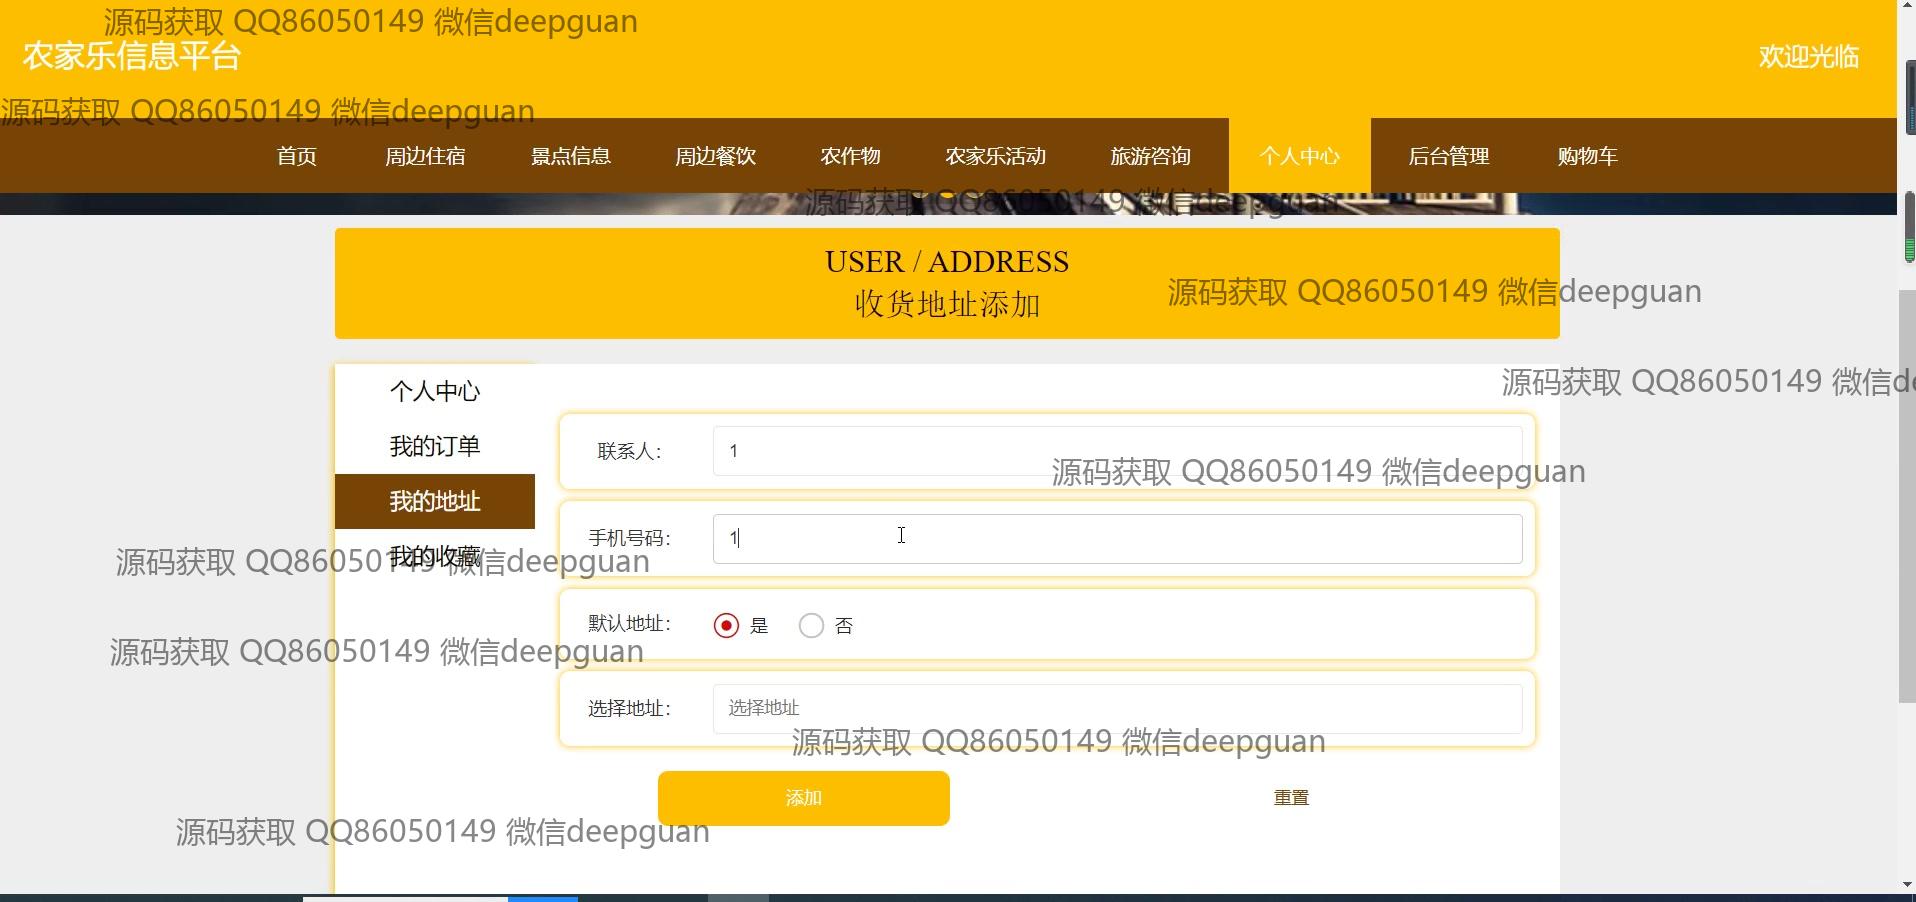 源码获取 QQ86050149 微信deepguan
农家乐信息平台
欢迎光临
源码获取 QQ86050149 微信deepguan
首页 周边住宿 景点信息 周边餐饮 农作物 农家乐活动 旅游咨询 个人中心 后台管理 购物车
源码获取 QQ86050149 微信deepguan
USER / ADDRESS
收货地址添加
源码获取 QQ86050149 微信deepguan
源码获取 QQ86050149 微信de
个人中心
我的订单
我的地址
我的收藏
联系人： 1
源码获取 QQ86050149 微信deepguan
手机号码： 1
源码获取 QQ86050149 微信deepguan
默认地址： 是 否
源码获取 QQ86050149 微信deepguan
选择地址： 选择地址
源码获取 QQ86050149 微信deepguan
添加 重置
源码获取 QQ86050149 微信deepguan